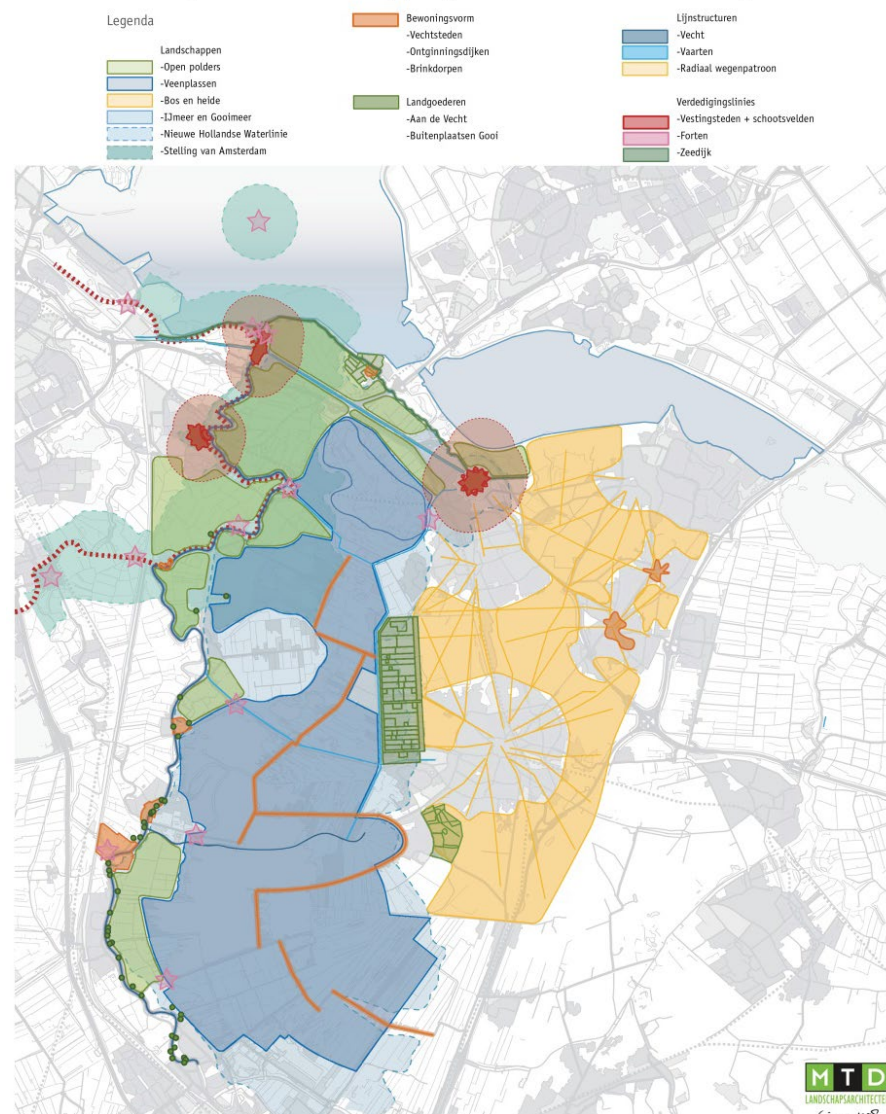 Legenda
Landschappen
-Open polders
-Veenplassen
-Bos en heide
-IJmeer en Gooimeer
-Nieuwe Hollandse Waterlinie
-Stelling van Amsterdam
Bewoningsvorm
-Vechtsteden
-Ontginningsdijken
-Brinkdorpen
Landgoederen
-Aan de Vecht
-Buitenplaatsen Gooi
Lijnstructuren
-Vecht
-Vaarten
-Radiaal wegenpatroon
Verdedigingslinies
-Vestingsteden + schootsvelden
-Forten
-Zeedijk
MTD
LANDSCHAPSARCHITECTE